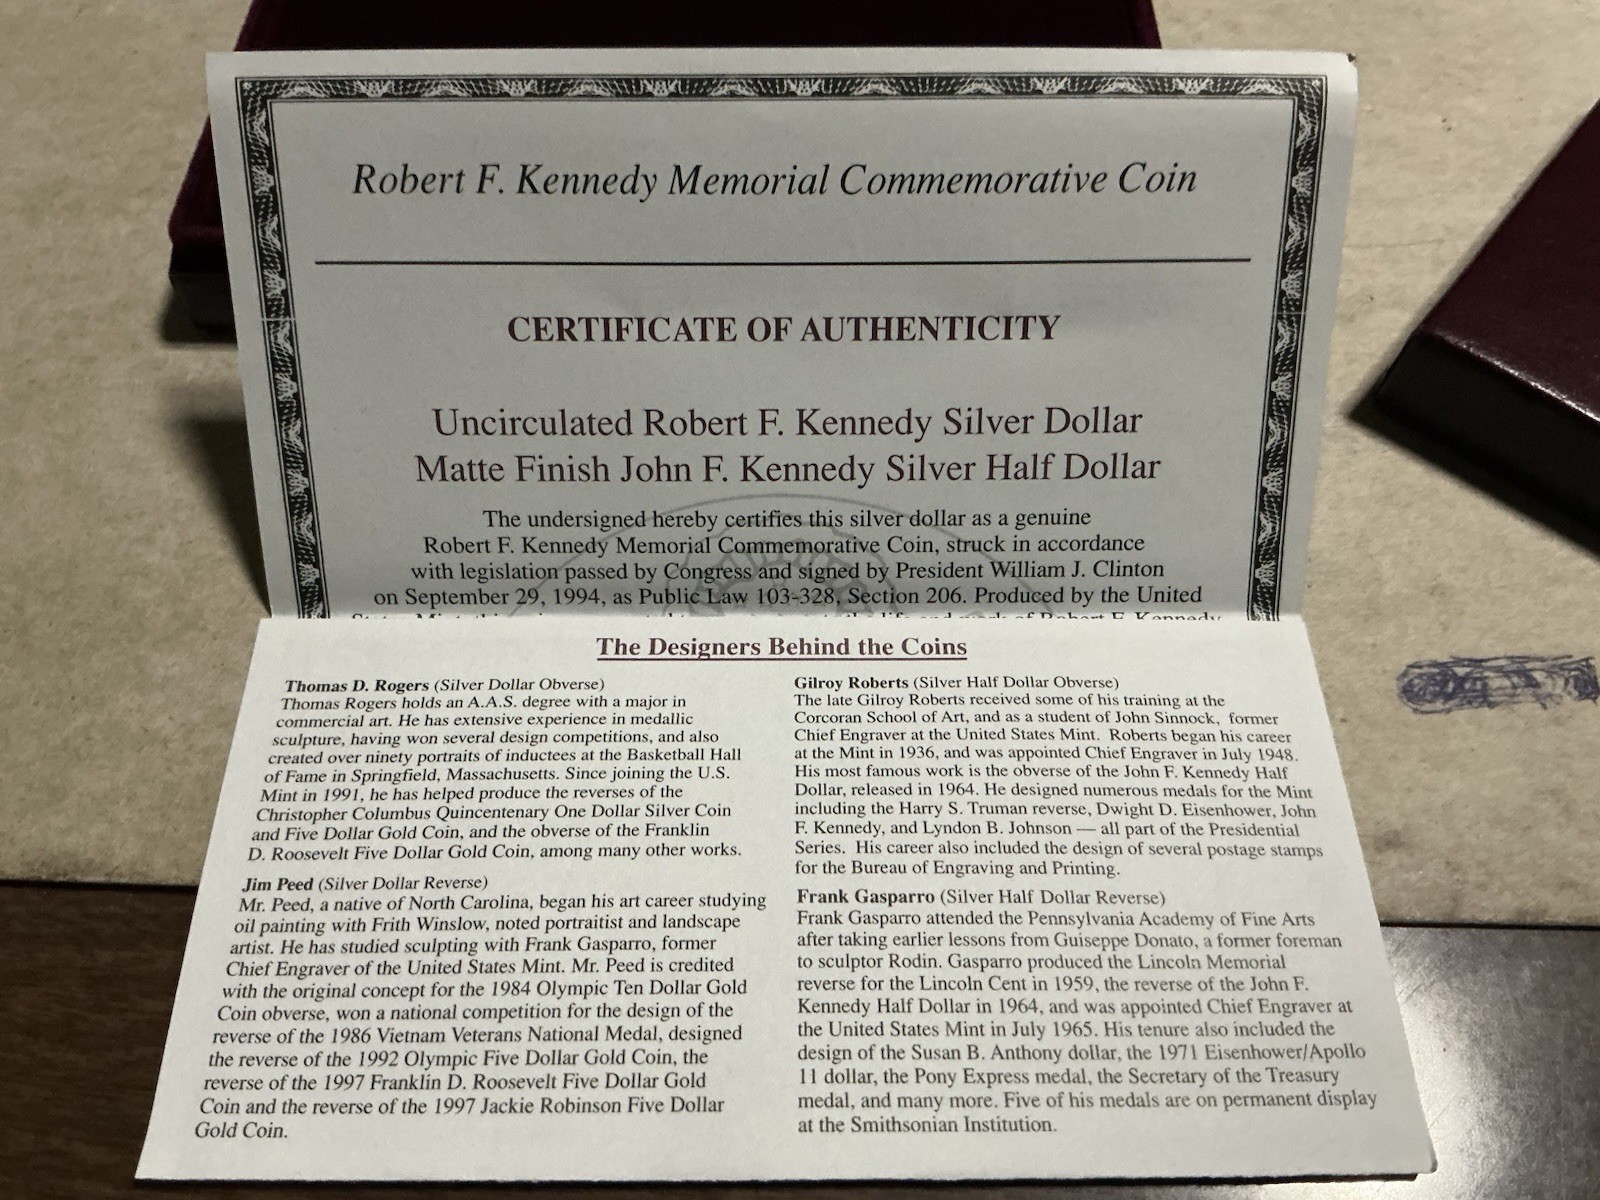 Robert F. Kennedy Memorial Commemorative Coin
CERTIFICATE OF AUTHENTICITY
Uncirculated Robert F. Kennedy Silver Dollar
Matte Finish John F. Kennedy Silver Half Dollar
The undersigned hereby certifies this silver dollar as a genuine
Robert F. Kennedy Memorial Commemorative Coin, struck in accordance
with legislation passed by Congress and signed by President William J. Clinton
on September 29, 1994, as Public Law 103-328, Section 206. Produced by the United
The Designers Behind the Coins
Thomas D. Rogers (Silver Dollar Obverse)
Thomas Rogers holds an A.A.S. degree with a major in
commercial art. He has extensive experience in medallic
sculpture, having won several design competitions, and also
created over ninety portraits of inductees at the Basketball Hall
of Fame in Springfield, Massachusetts. Since joining the U.S.
Mint in 1991, he has helped produce the reverses of the
Christopher Columbus Quincentenary One Dollar Silver Coin
and Five Dollar Gold Coin, and the obverse of the Franklin
D. Roosevelt Five Dollar Gold Coin, among many other works.
Jim Peed (Silver Dollar Reverse)
Mr. Peed, a native of North Carolina, began his art career studying
oil painting with Frith Winslow, noted portraitist and landscape
artist. He has studied sculpting with Frank Gasparro, former
Chief Engraver of the United States Mint. Mr. Peed is credited
with the original concept for the 1984 Olympic Ten Dollar Gold
Coin obverse, won a national competition for the design of the
reverse of the 1986 Vietnam Veterans National Medal, designed
the reverse of the 1992 Olympic Five Dollar Gold Coin, the
reverse of the 1997 Franklin D. Roosevelt Five Dollar Gold
Coin and the reverse of the 1997 Jackie Robinson Five Dollar
Gold Coin.
Gilroy Roberts (Silver Half Dollar Obverse)
The late Gilroy Roberts received some of his training at the
Corcoran School of Art, and as a student of John Sinnock, former
Chief Engraver at the United States Mint. Roberts began his career
at the Mint in 1936, and was appointed Chief Engraver in July 1948.
His most famous work is the obverse of the John F. Kennedy Half
Dollar, released in 1964. He designed numerous medals for the Mint
including the Harry S. Truman reverse, Dwight D. Eisenhower, John
F. Kennedy, and Lyndon B. Johnson — all part of the Presidential
Series. His career also included the design of several postage stamps
for the Bureau of Engraving and Printing.
Frank Gasparro (Silver Half Dollar Reverse)
Frank Gasparro attended the Pennsylvania Academy of Fine Arts
after taking earlier lessons from Guiseppe Donato, a former foreman
to sculptor Rodin. Gasparro produced the Lincoln Memorial
reverse for the Lincoln Cent in 1959, the reverse of the John F.
Kennedy Half Dollar in 1964, and was appointed Chief Engraver at
the United States Mint in July 1965. His tenure also included the
design of the Susan B. Anthony dollar, the 1971 Eisenhower/Apollo
11 dollar, the Pony Express medal, the Secretary of the Treasury
medal, and many more. Five of his medals are on permanent display
at the Smithsonian Institution.